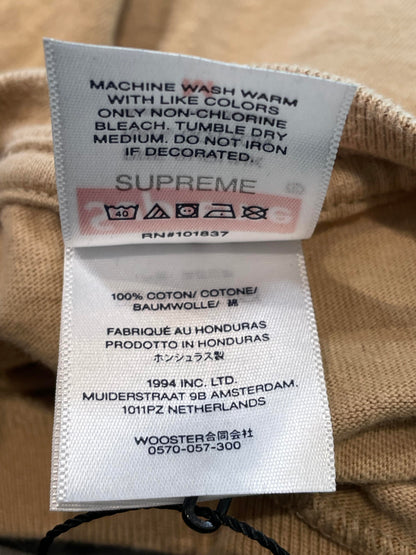 MACHINE WASH WARM
WITH LIKE COLORS
ONLY NON-CHLORINE
BLEACH. TUMBLE DRY
MEDIUM. DO NOT IRON
IF DECORATED.
SUPREME
40
RN#101837
100% COTON/ COTONE/
BAUMWOLLE/ 綿
FABRIQUÉ AU HONDURAS
PRODOTTO IN HONDURAS
ホンジュラス製
1994 INC. LTD.
MUIDERSTRAAT 9B AMSTERDAM,
1011PZ NETHERLANDS
WOOSTER合同会社
0570-057-300